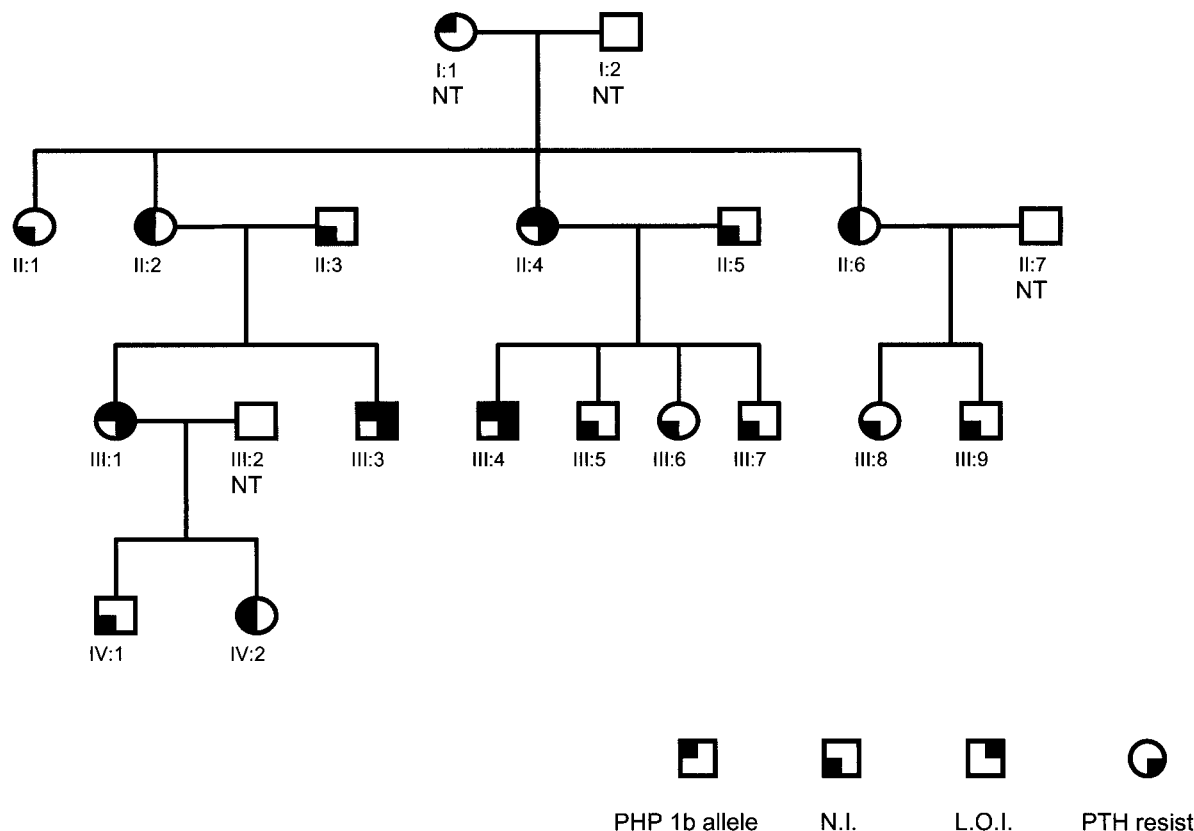 I:1 I:2
NT NT
II:1 II:2 II:3 II:4 II:5 II:6 II:7
NT
III:1 III:2 III:3 III:4 III:5 III:6 III:7 III:8 III:9
NT
IV:1 IV:2
PHP 1b allele N.I. L.O.I. PTH resist